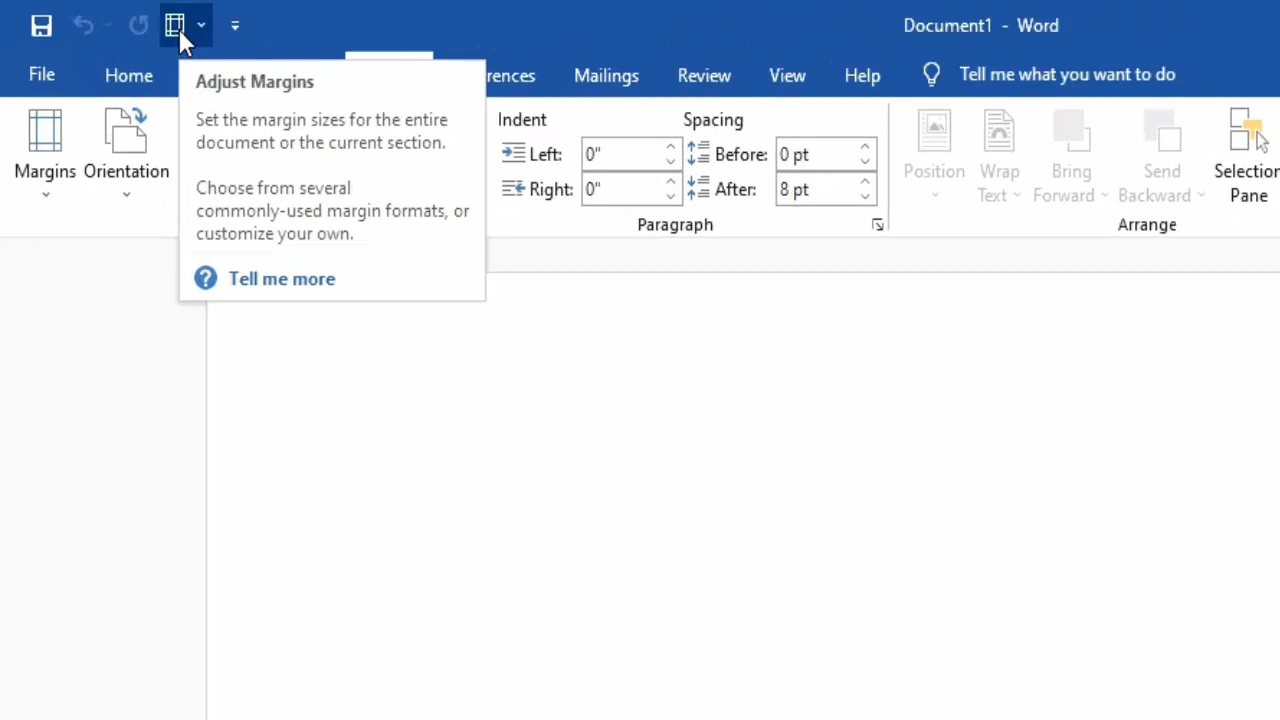 Document1 - Word
File Home rences Mailings Review View Help Tell me what you want to do
Adjust Margins
Set the margin sizes for the entire
document or the current section.
Choose from several
commonly-used margin formats, or
customize your own.
Tell me more
Margins
Orientation
Indent
Left: 0"
Right: 0"
Spacing
Before: 0 pt
After: 8 pt
Paragraph
Position
Wrap
Text
Bring
Forward
Send
Backward
Selection
Pane
Arrange